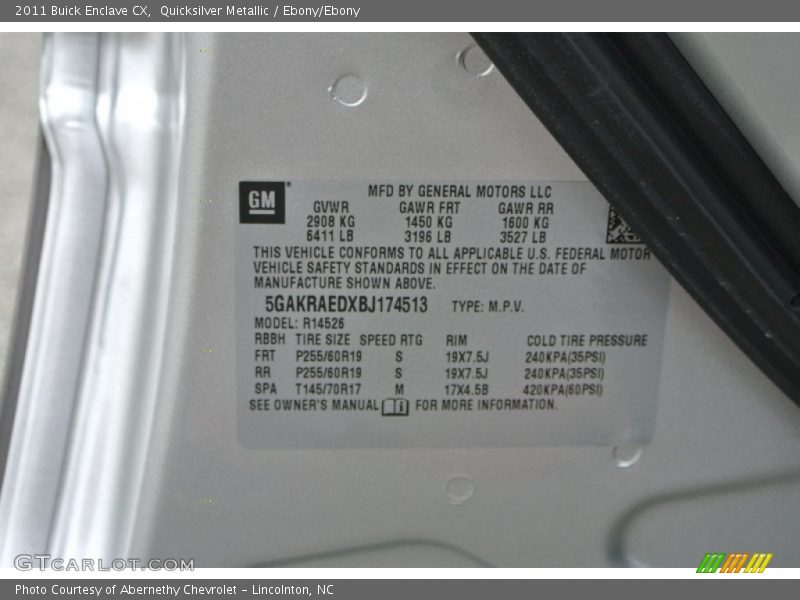 2011 Buick Enclave CX,  Quicksilver Metallic / Ebony/Ebony
GM
MFD BY GENERAL MOTORS LLC
GVWR GAWR FRT GAWR RR
2908 KG 1450 KG 1600 KG
6411 LB 3196 LB 3527 LB
THIS VEHICLE CONFORMS TO ALL APPLICABLE U.S. FEDERAL MOTOR
VEHICLE SAFETY STANDARDS IN EFFECT ON THE DATE OF
MANUFACTURE SHOWN ABOVE.
5GAKRAEDXBJ174513 TYPE: M.P.V.
MODEL: R14526
RBBH TIRE SIZE SPEED RTG RIM COLD TIRE PRESSURE
FRT P255/60R19 S 19X7.5J 240KPA(35PSI)
RR P255/60R19 S 19X7.5J 240KPA(35PSI)
SPA T145/70R17 M 17X4.5B 420KPA(60PSI)
SEE OWNER'S MANUAL i FOR MORE INFORMATION.
GTCARLOT.COM
Photo Courtesy of Abernethy Chevrolet – Lincolnton, NC